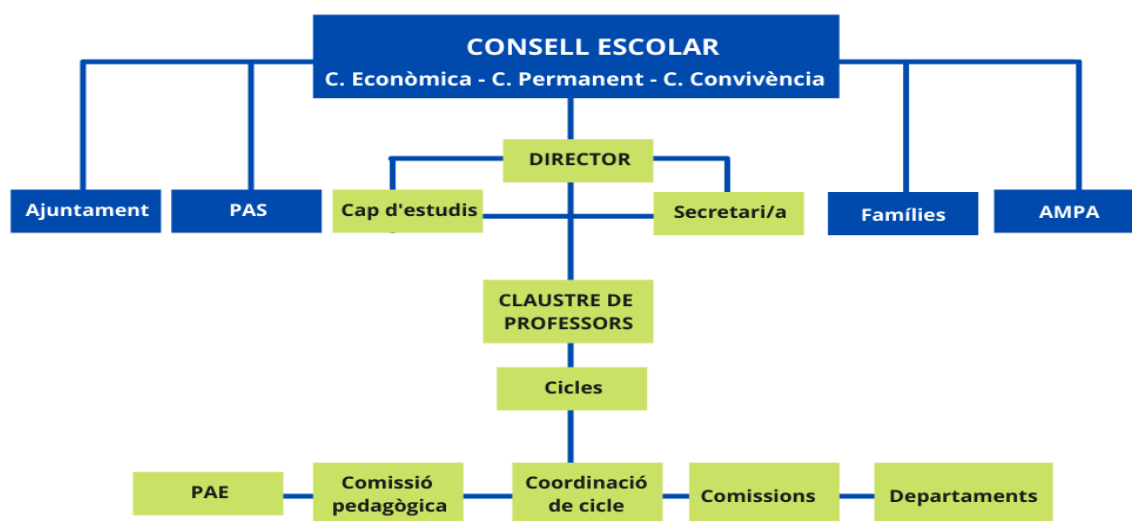 CONSELL ESCOLAR
C. Econòmica - C. Permanent - C. Convivència
DIRECTOR
Ajuntament
PAS
Cap d'estudis
Secretari/a
Famílies
AMPA
CLAUSTRE DE
PROFESSORS
Cicles
PAE
Comissió
pedagògica
Coordinació
de cicle
Comissions
Departaments